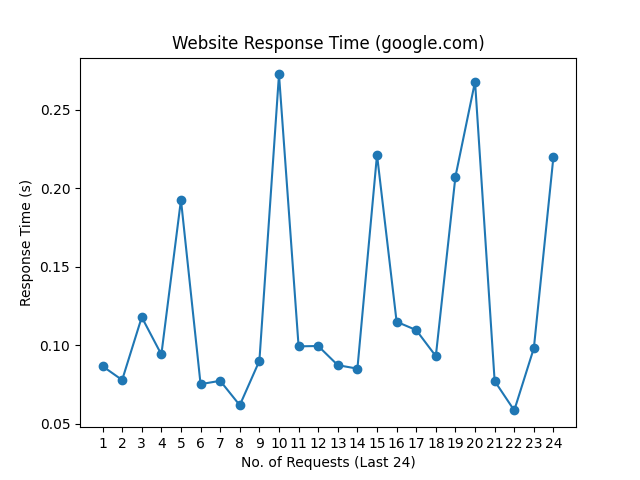 Website Response Time (google.com)
Response Time (s)
0.25
0.20
0.15
0.10
0.05
1 2 3 4 5 6 7 8 9 10 11 12 13 14 15 16 17 18 19 20 21 22 23 24
No. of Requests (Last 24)